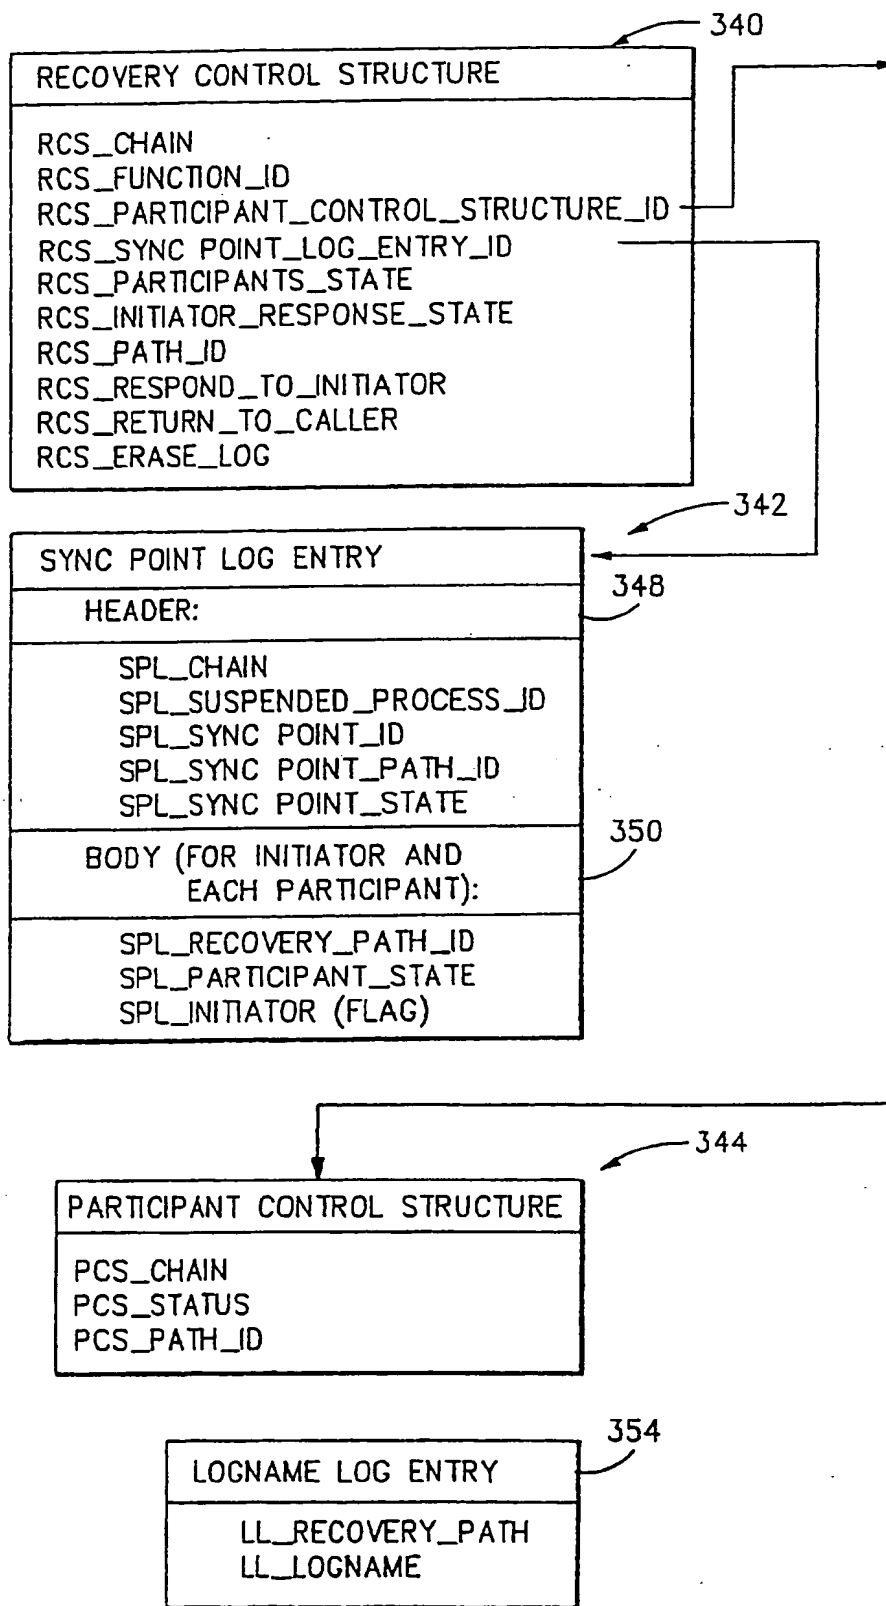 340
RECOVERY CONTROL STRUCTURE
RCS_CHAIN
RCS_FUNCTION_ID
RCS_PARTICIPANT_CONTROL_STRUCTURE_ID
RCS_SYNC POINT_LOG_ENTRY_ID
RCS_PARTICIPANTS_STATE
RCS_INITIATOR_RESPONSE_STATE
RCS_PATH_ID
RCS_RESPOND_TO_INITIATOR
RCS_RETURN_TO_CALLER
RCS_ERASE_LOG
342
SYNC POINT LOG ENTRY
348
HEADER:
SPL_CHAIN
SPL_SUSPENDED_PROCESS_ID
SPL_SYNC POINT_ID
SPL_SYNC POINT_PATH_ID
SPL_SYNC POINT_STATE
350
BODY (FOR INITIATOR AND
EACH PARTICIPANT):
SPL_RECOVERY_PATH_ID
SPL_PARTICIPANT_STATE
SPL_INITIATOR (FLAG)
344
PARTICIPANT CONTROL STRUCTURE
PCS_CHAIN
PCS_STATUS
PCS_PATH_ID
354
LOGNAME LOG ENTRY
LL_RECOVERY_PATH
LL_LOGNAME